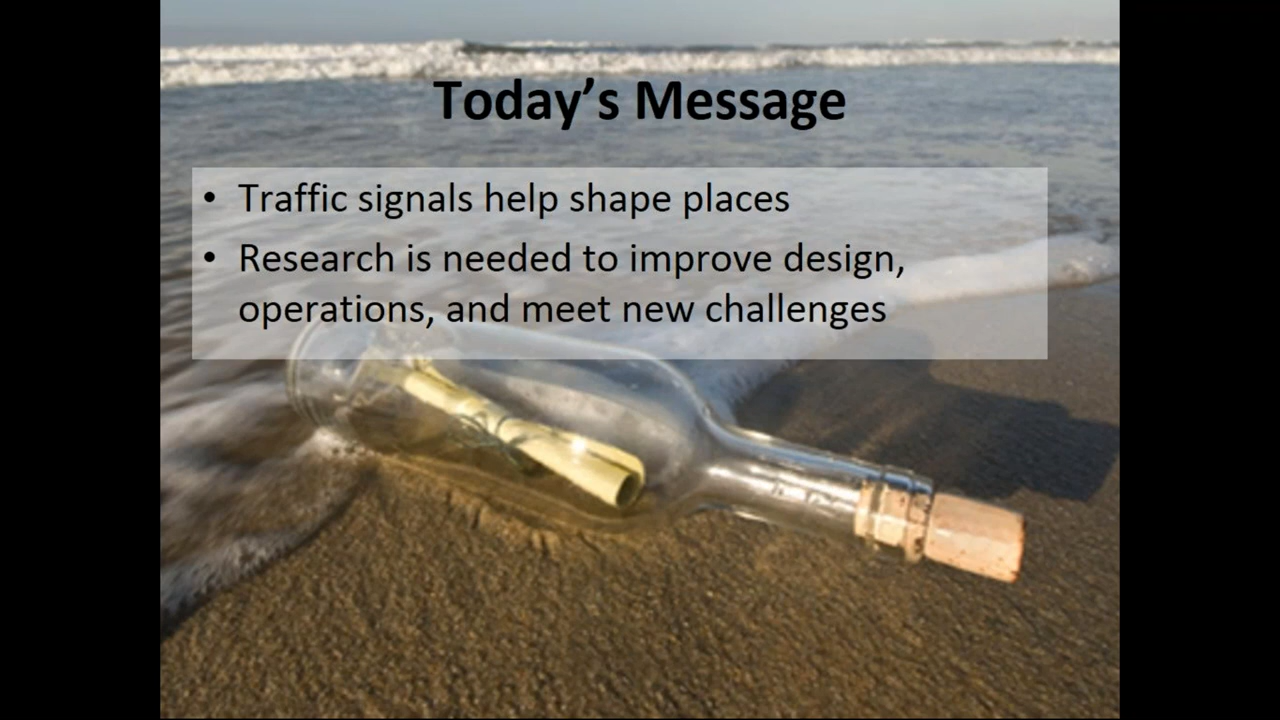 Today’s Message
• Traffic signals help shape places
• Research is needed to improve design,
operations, and meet new challenges